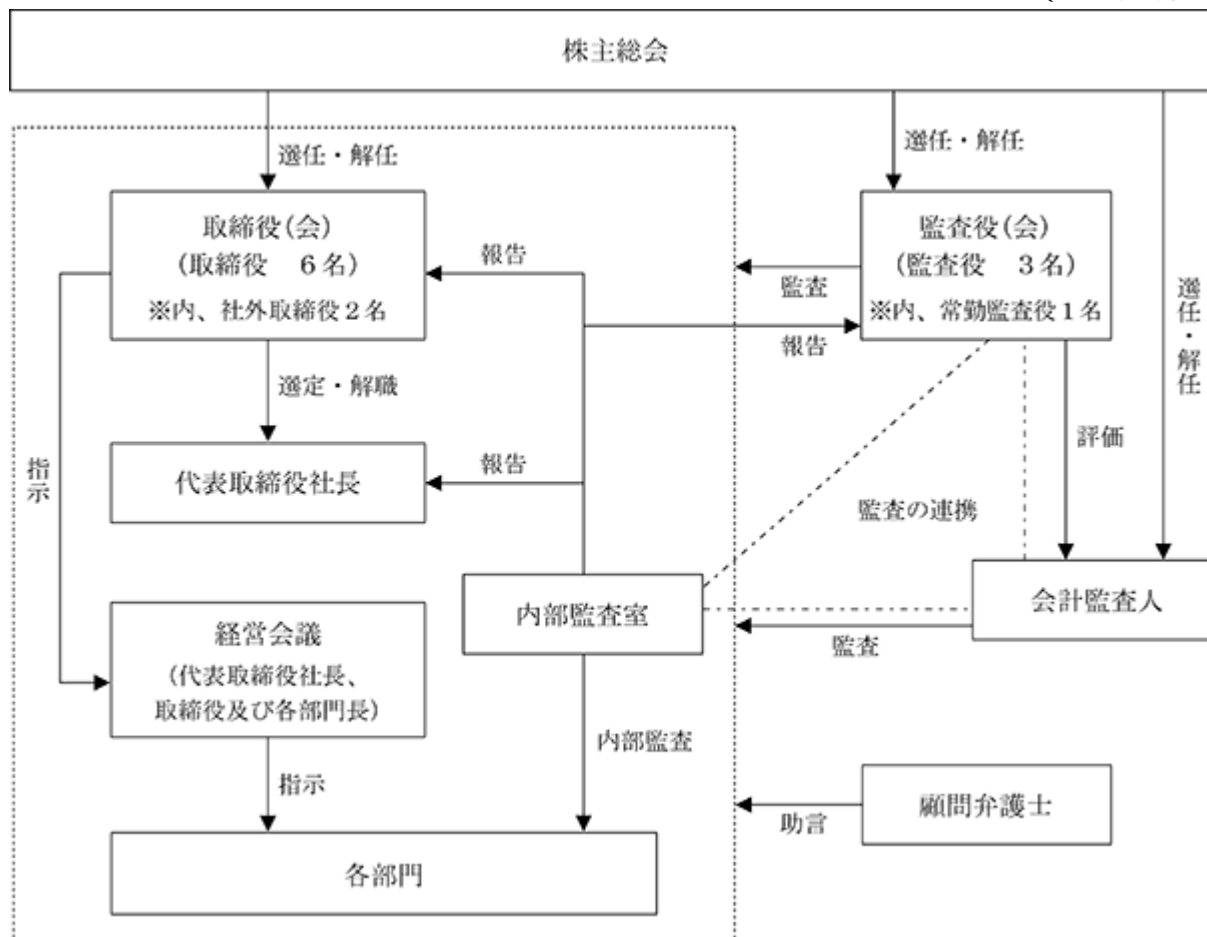 株主総会
選任・解任
選任・解任
選任・解任
取締役(会)
(取締役　6名)
※内、社外取締役2名
監査役(会)
(監査役　3名)
※内、常勤監査役1名
報告
監査
報告
選定・解職
評価
指示
代表取締役社長
報告
監査の連携
内部監査室
会計監査人
経営会議
(代表取締役社長、
取締役及び各部門長)
監査
内部監査
指示
顧問弁護士
助言
各部門